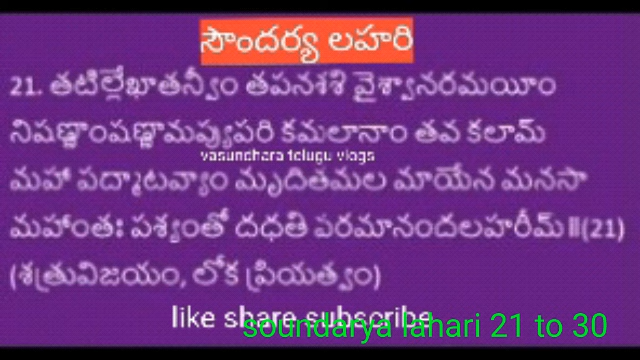 సౌందర్య లహరి
21. తటిల్లేఖాతన్వీం తపనశశి వైశ్వానరమయీం
నిషణ్ణాంషణ్ణామప్యుపరి కమలానాం తవ కలామ్
vasundhara telugu vlogs
మహా పద్మాటవ్యాం మృదితమల మాయేన మనసా
మహాంతః పశ్యంతో దధతి పరమానందలహరీమ్॥(21)
(శత్రువిజయం, లోక ప్రియత్వం)
like share subscribe
soundarya lahari 21 to 30